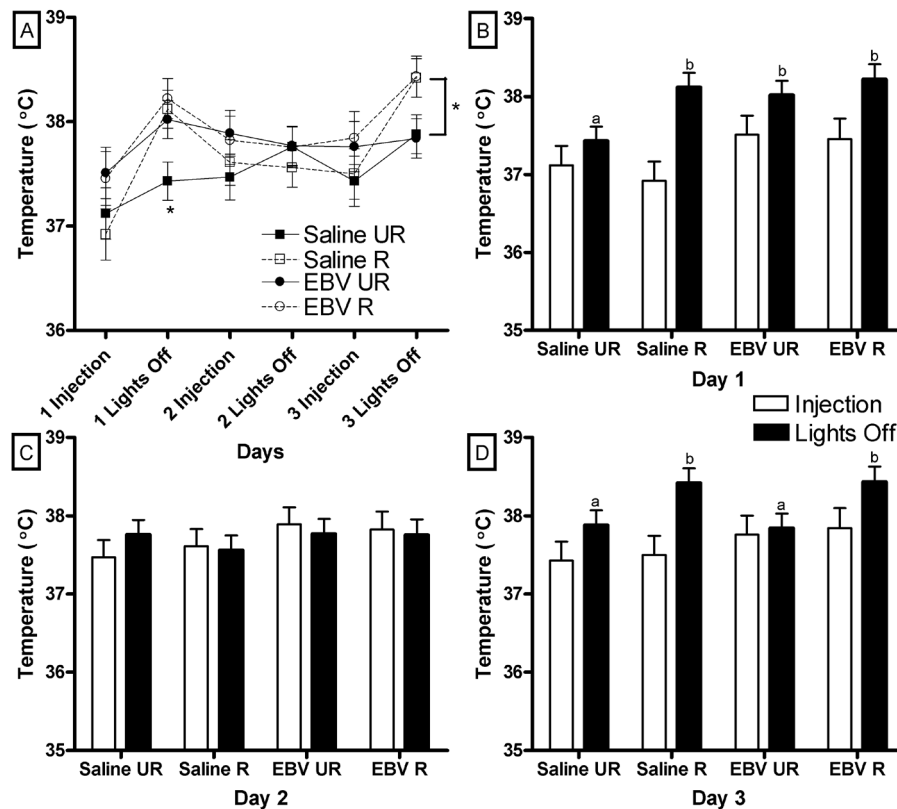 A
Temperature (°C)
39
38
37
36
*
*
Saline UR
Saline R
EBV UR
EBV R
1 Injection
1 Lights Off
2 Injection
2 Lights Off
3 Injection
3 Lights Off
Days
B
Temperature (°C)
39
38
37
36
35
a
b
b
b
Saline UR
Saline R
EBV UR
EBV R
Day 1
Injection
Lights Off
C
Temperature (°C)
39
38
37
36
35
Saline UR
Saline R
EBV UR
EBV R
Day 2
D
Temperature (°C)
39
38
37
36
35
a
b
a
b
Saline UR
Saline R
EBV UR
EBV R
Day 3